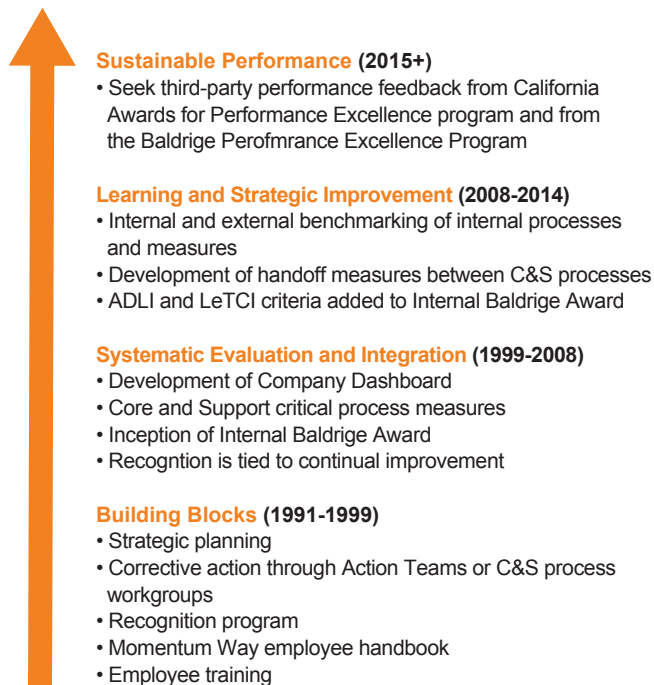 Sustainable Performance (2015+)
• Seek third-party performance feedback from California
Awards for Performance Excellence program and from
the Baldrige Perofmrance Excellence Program
Learning and Strategic Improvement (2008-2014)
• Internal and external benchmarking of internal processes
and measures
• Development of handoff measures between C&S processes
• ADLI and LeTCI criteria added to Internal Baldrige Award
Systematic Evaluation and Integration (1999-2008)
• Development of Company Dashboard
• Core and Support critical process measures
• Inception of Internal Baldrige Award
• Recogntion is tied to continual improvement
Building Blocks (1991-1999)
• Strategic planning
• Corrective action through Action Teams or C&S process
workgroups
• Recognition program
• Momentum Way employee handbook
• Employee training